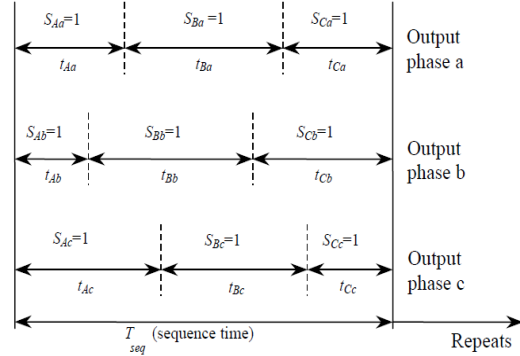 S_Aa=1 S_Ba=1 S_Ca=1 Output
t_Aa t_Ba t_Ca phase a
S_Ab=1 S_Bb=1 S_Cb=1 Output
t_Ab t_Bb t_Cb phase b
S_Ac=1 S_Bc=1 S_Cc=1 Output
t_Ac t_Bc t_Cc phase c
T_seq (sequence time) Repeats